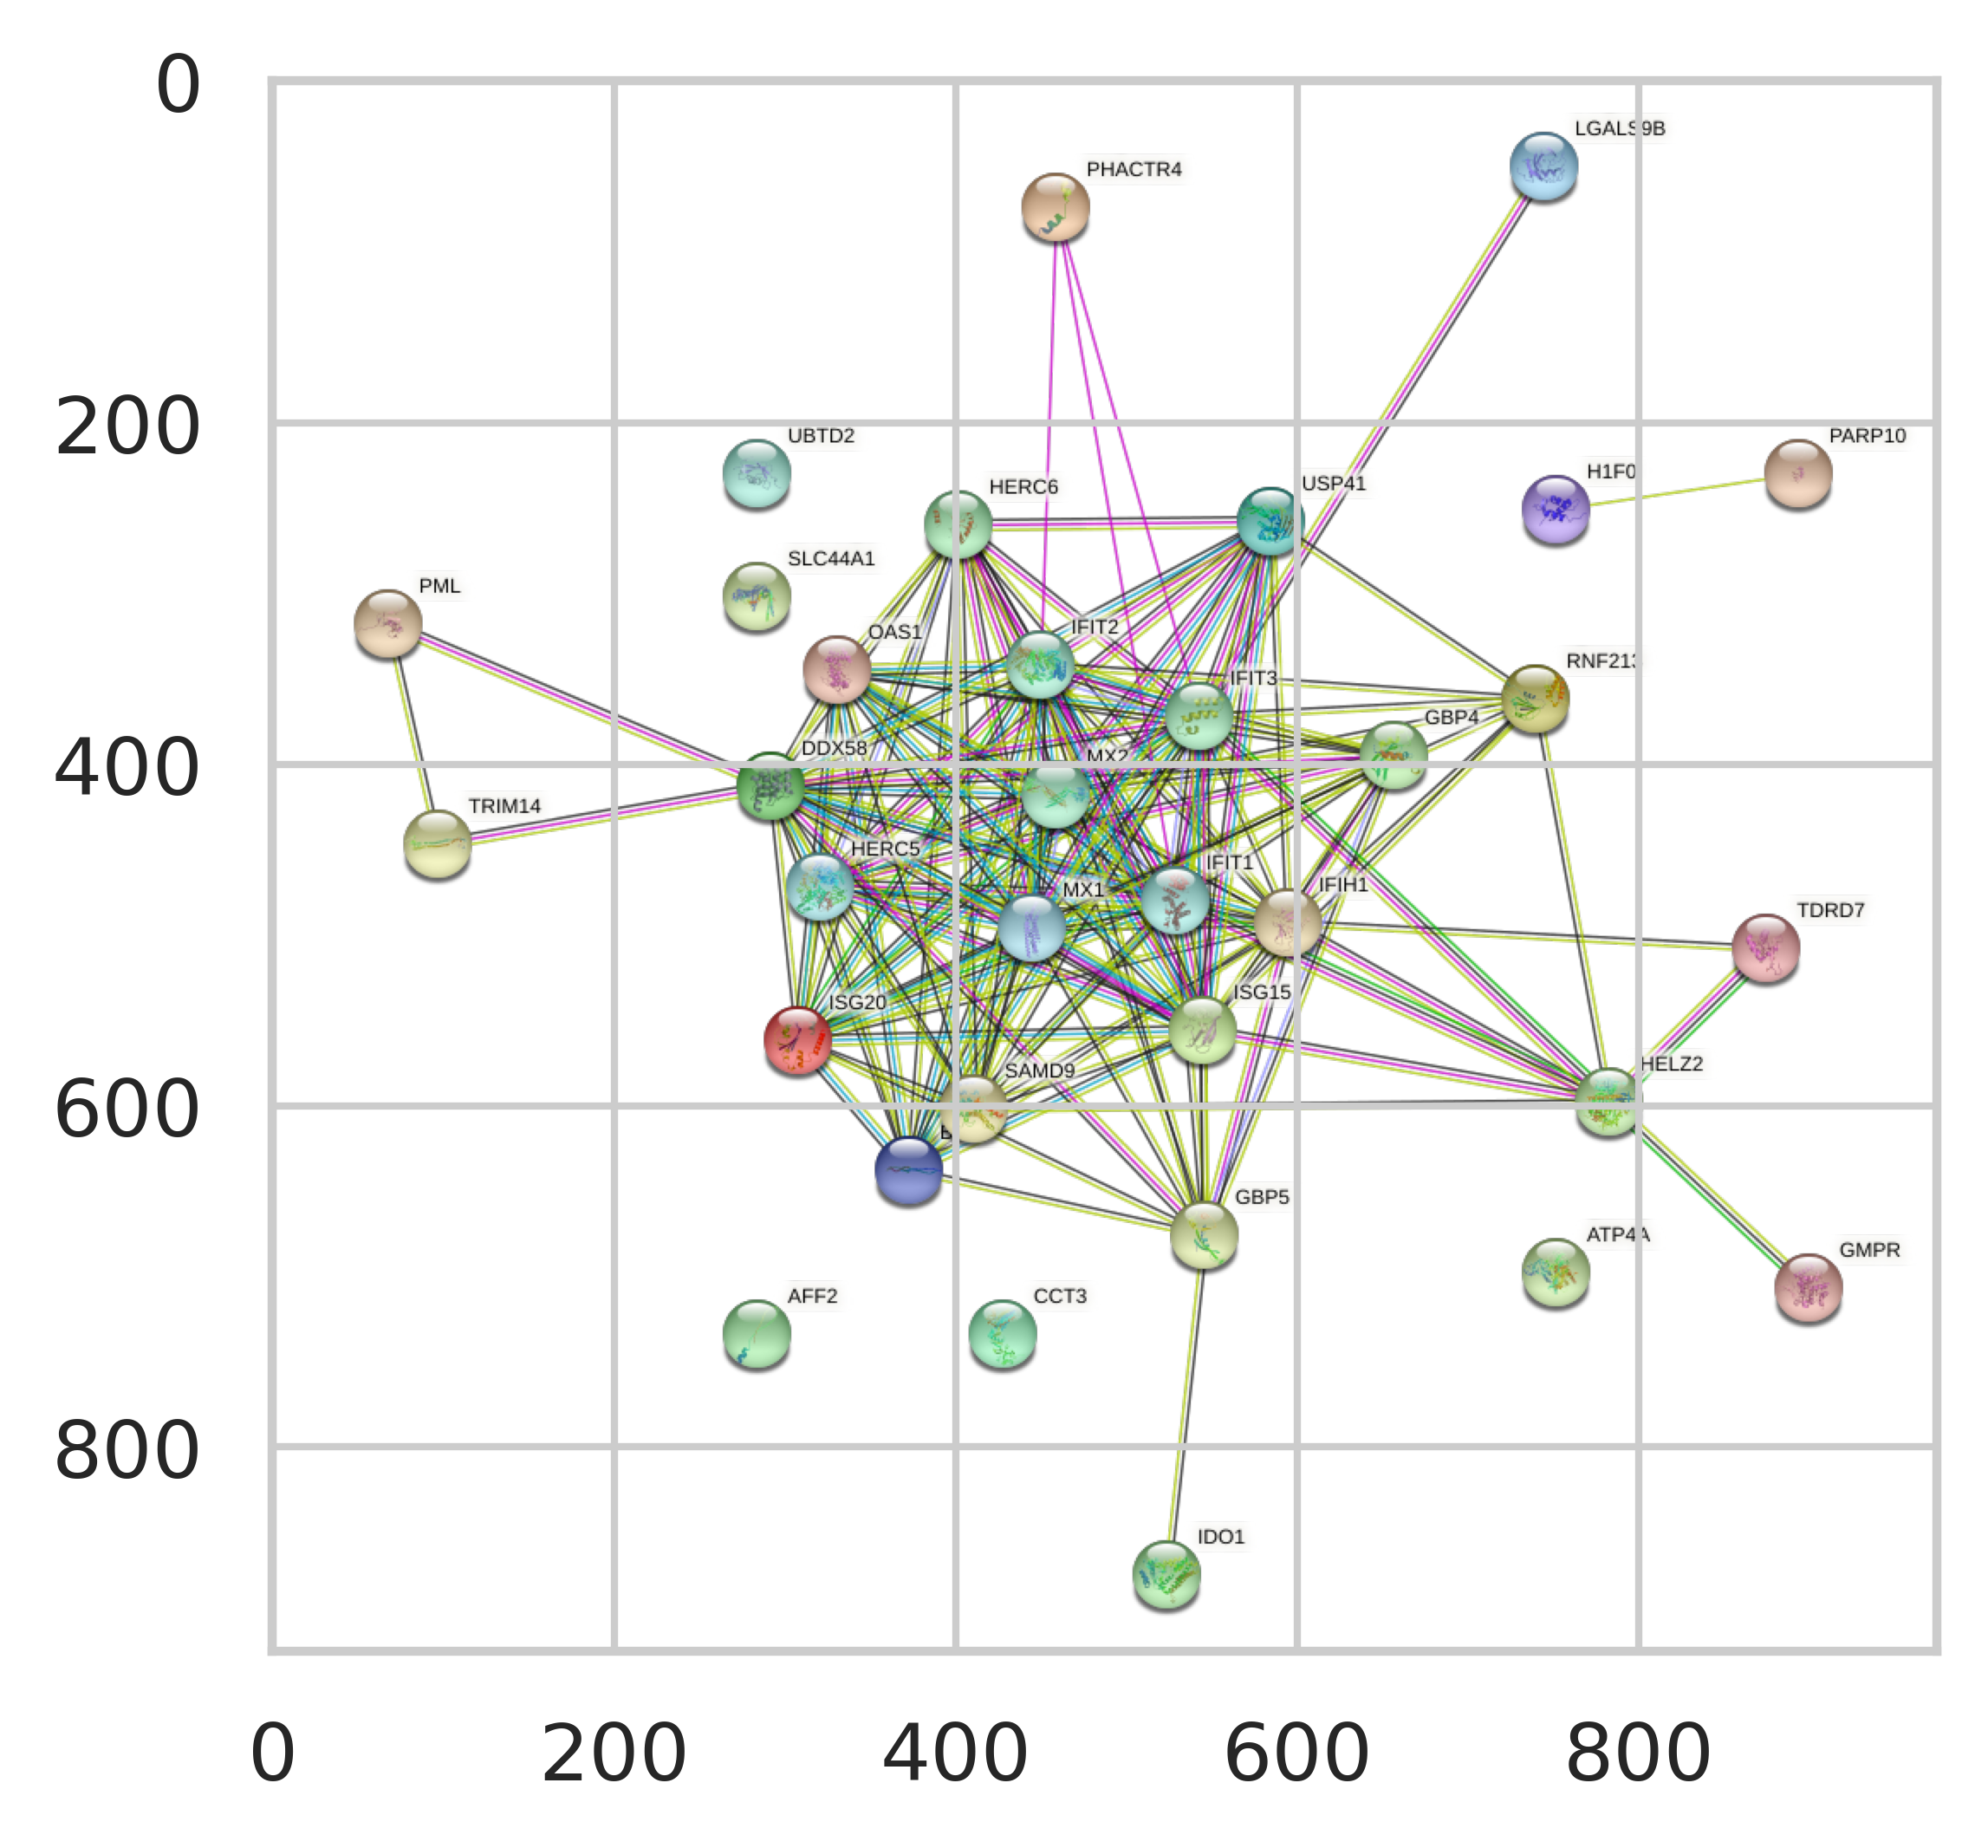 0
LGALS9B
PHACTR4
200
UBTD2
PARP10
H1F0
HERC6
USP41
SLC44A1
PML
OAS1
IFIT2
RNF213
IFIT3
GBP4
400
DDX58
MX2
TRIM14
HERC5
IFIT1
MX1
IFIH1
TDRD7
ISG15
ISG20
HELZ2
SAMD9
600
GBP5
ATP4A
GMPR
AFF2
CCT3
800
IDO1
0 200 400 600 800